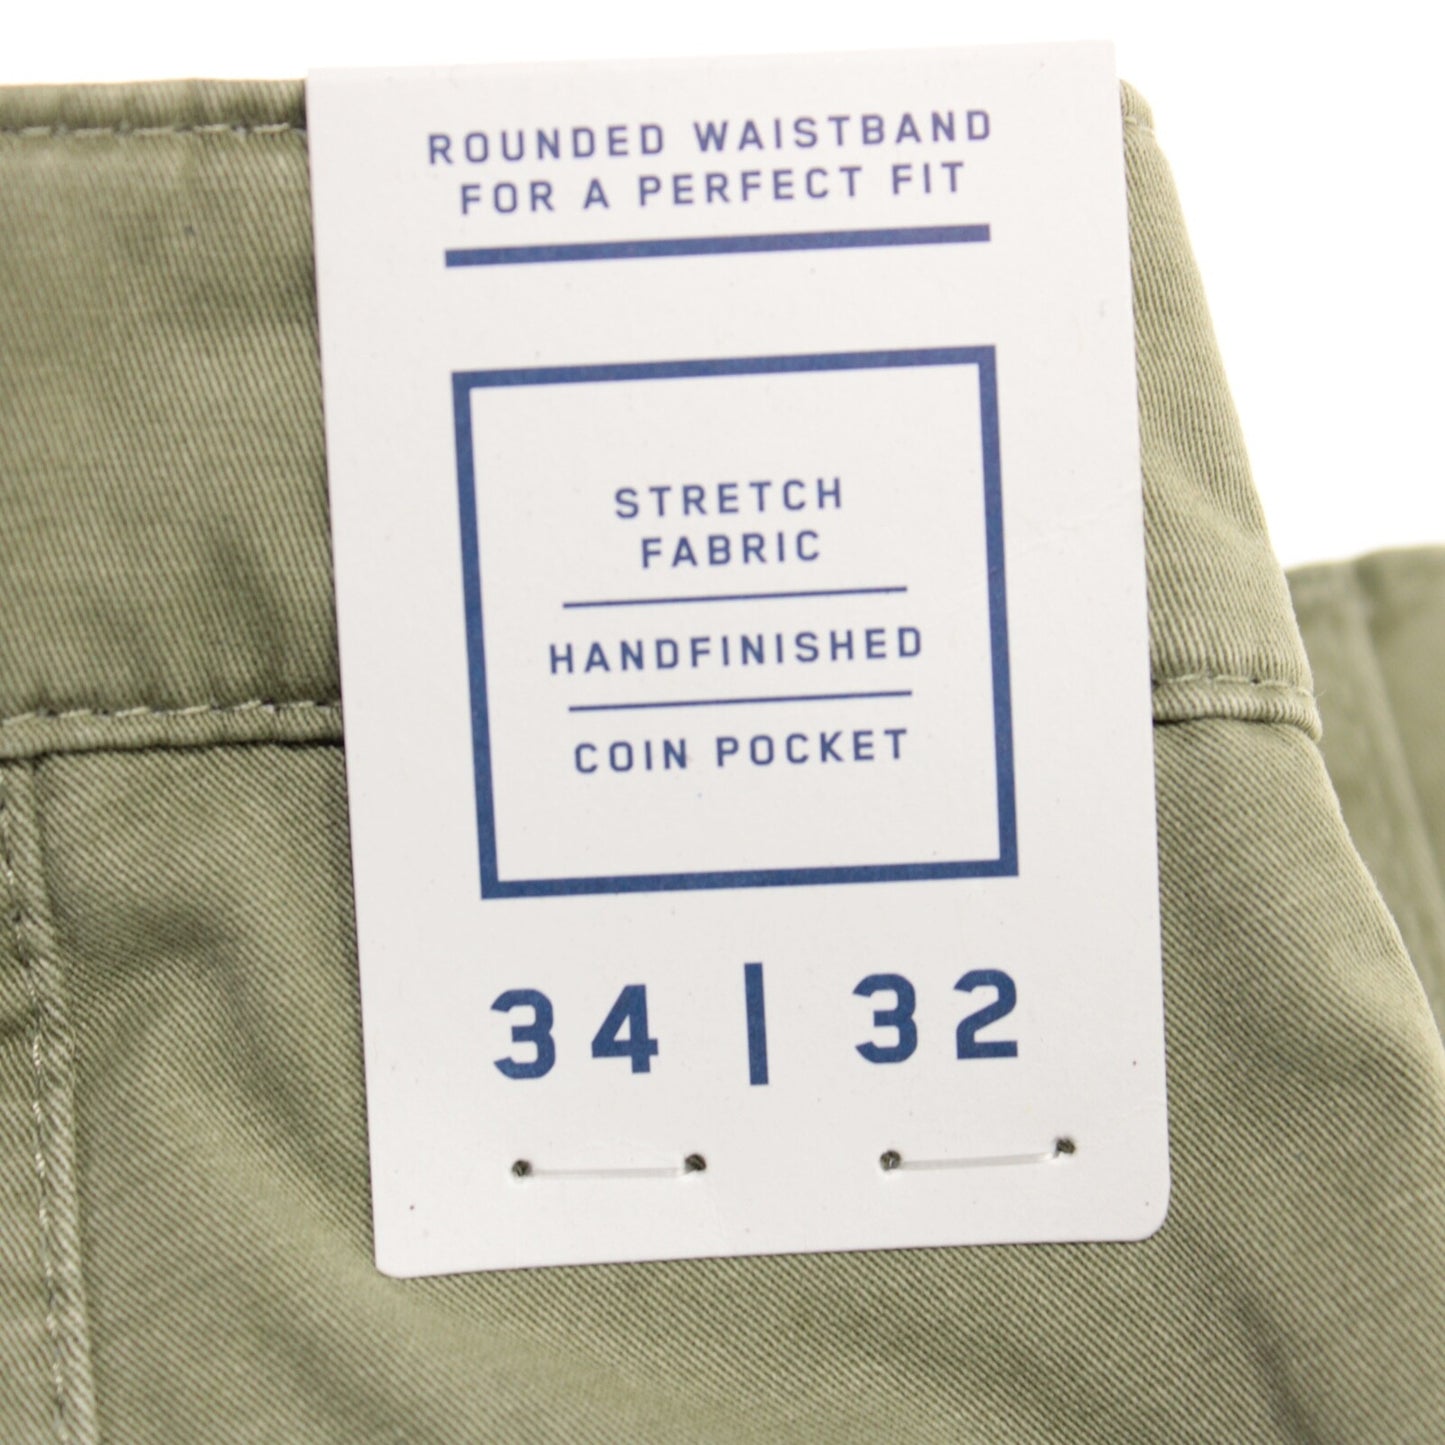 ROUNDED WAISTBAND
FOR A PERFECT FIT
STRETCH
FABRIC
HANDFINISHED
COIN POCKET
34 | 32